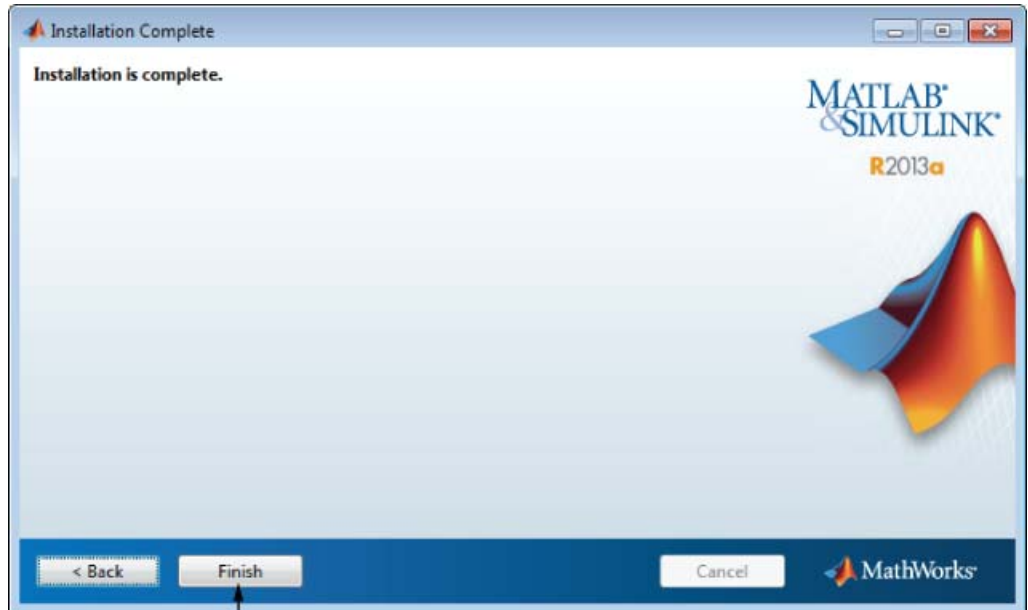 Installation Complete
Installation is complete.
MATLAB®
&SIMULINK®
R2013a
< Back
Finish
Cancel
MathWorks®